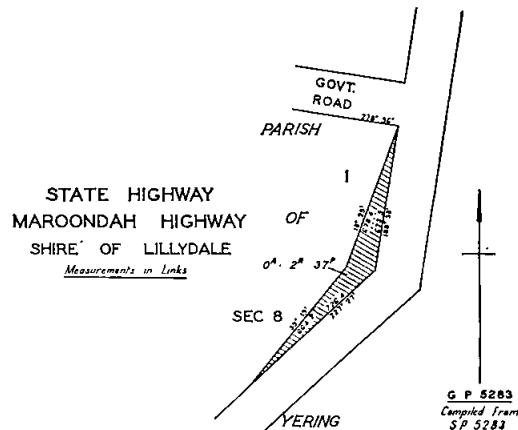 GOVT.
ROAD
PARISH
1
STATE HIGHWAY
MAROONDAH HIGHWAY
OF
SHIRE OF LILLYDALE
Measurements in Links
0ᴬ· 2ᴿ 37ᴾ
SEC 8
G P 5283
Compiled From
S P 5283
YERING